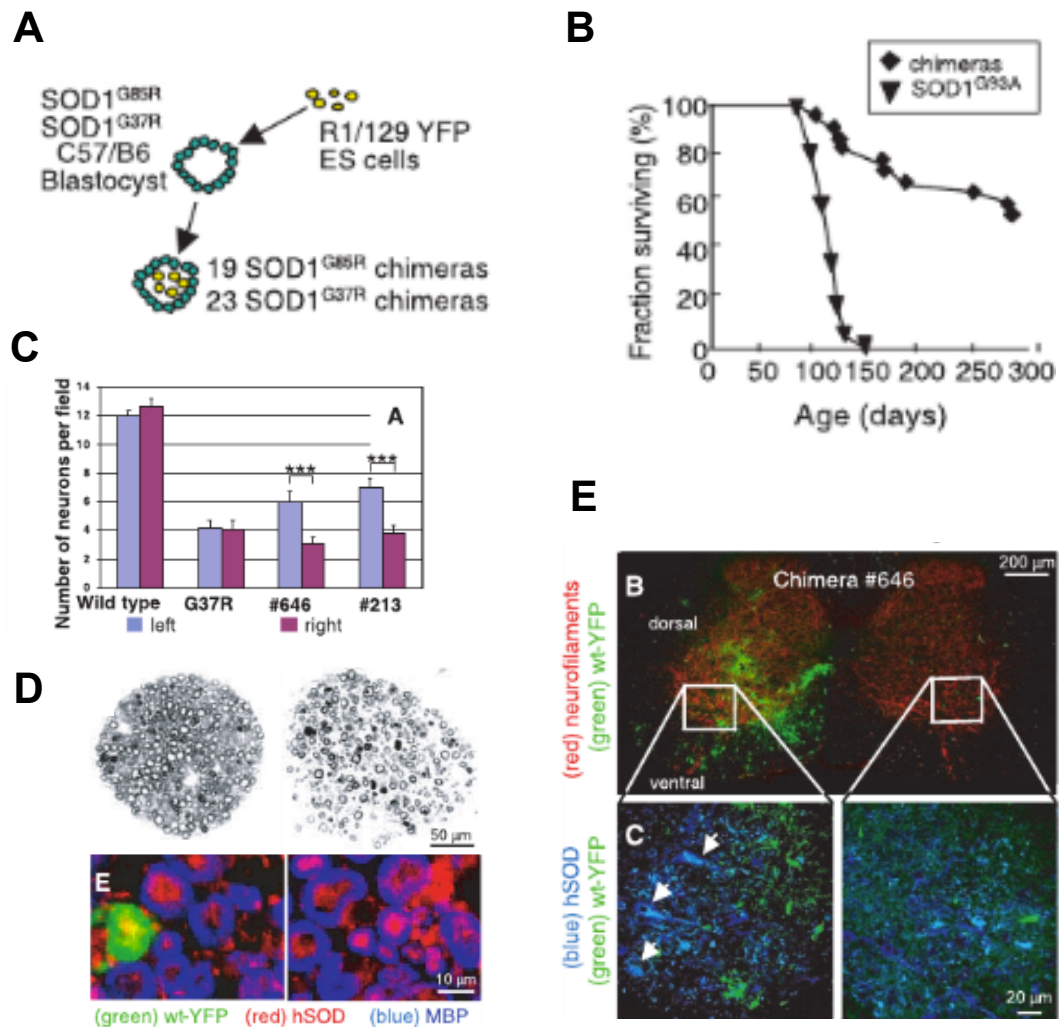 A
SOD1G85R
SOD1G37R
C57/B6
Blastocyst
R1/129 YFP
ES cells
19 SOD1G85R chimeras
23 SOD1G37R chimeras
B
chimeras
SOD1G93A
Fraction surviving (%)
100
80
60
40
20
0
0 50 100 150 200 250 300
Age (days)
C
Number of neurons per field
14
12
10
8
6
4
2
0
A
***
***
Wild type G37R #646 #213
left right
D
50 µm
E
10 µm
(green) wt-YFP (red) hSOD (blue) MBP
E
200 µm
B
Chimera #646
dorsal
ventral
(red) neurofilaments
(green) wt-YFP
C
(blue) hSOD
(green) wt-YFP
20 µm